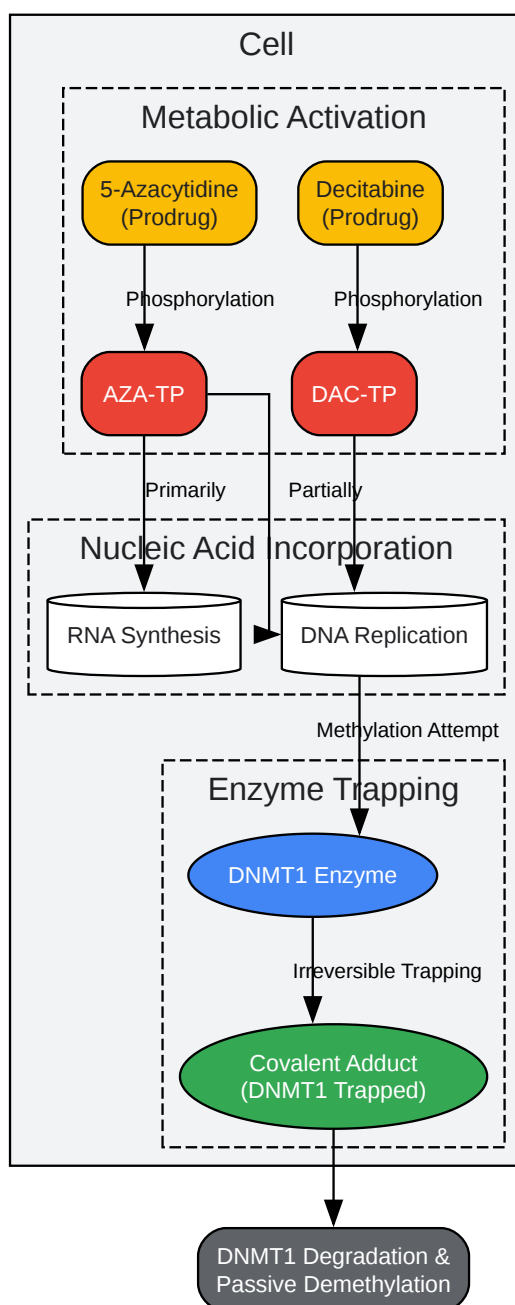 Cell
Metabolic Activation
5-Azacytidine
(Prodrug)
Decitabine
(Prodrug)
Phosphorylation
Phosphorylation
AZA-TP
DAC-TP
Primarily
Partially
Nucleic Acid Incorporation
RNA Synthesis
DNA Replication
Methylation Attempt
Enzyme Trapping
DNMT1 Enzyme
Irreversible Trapping
Covalent Adduct
(DNMT1 Trapped)
DNMT1 Degradation &
Passive Demethylation